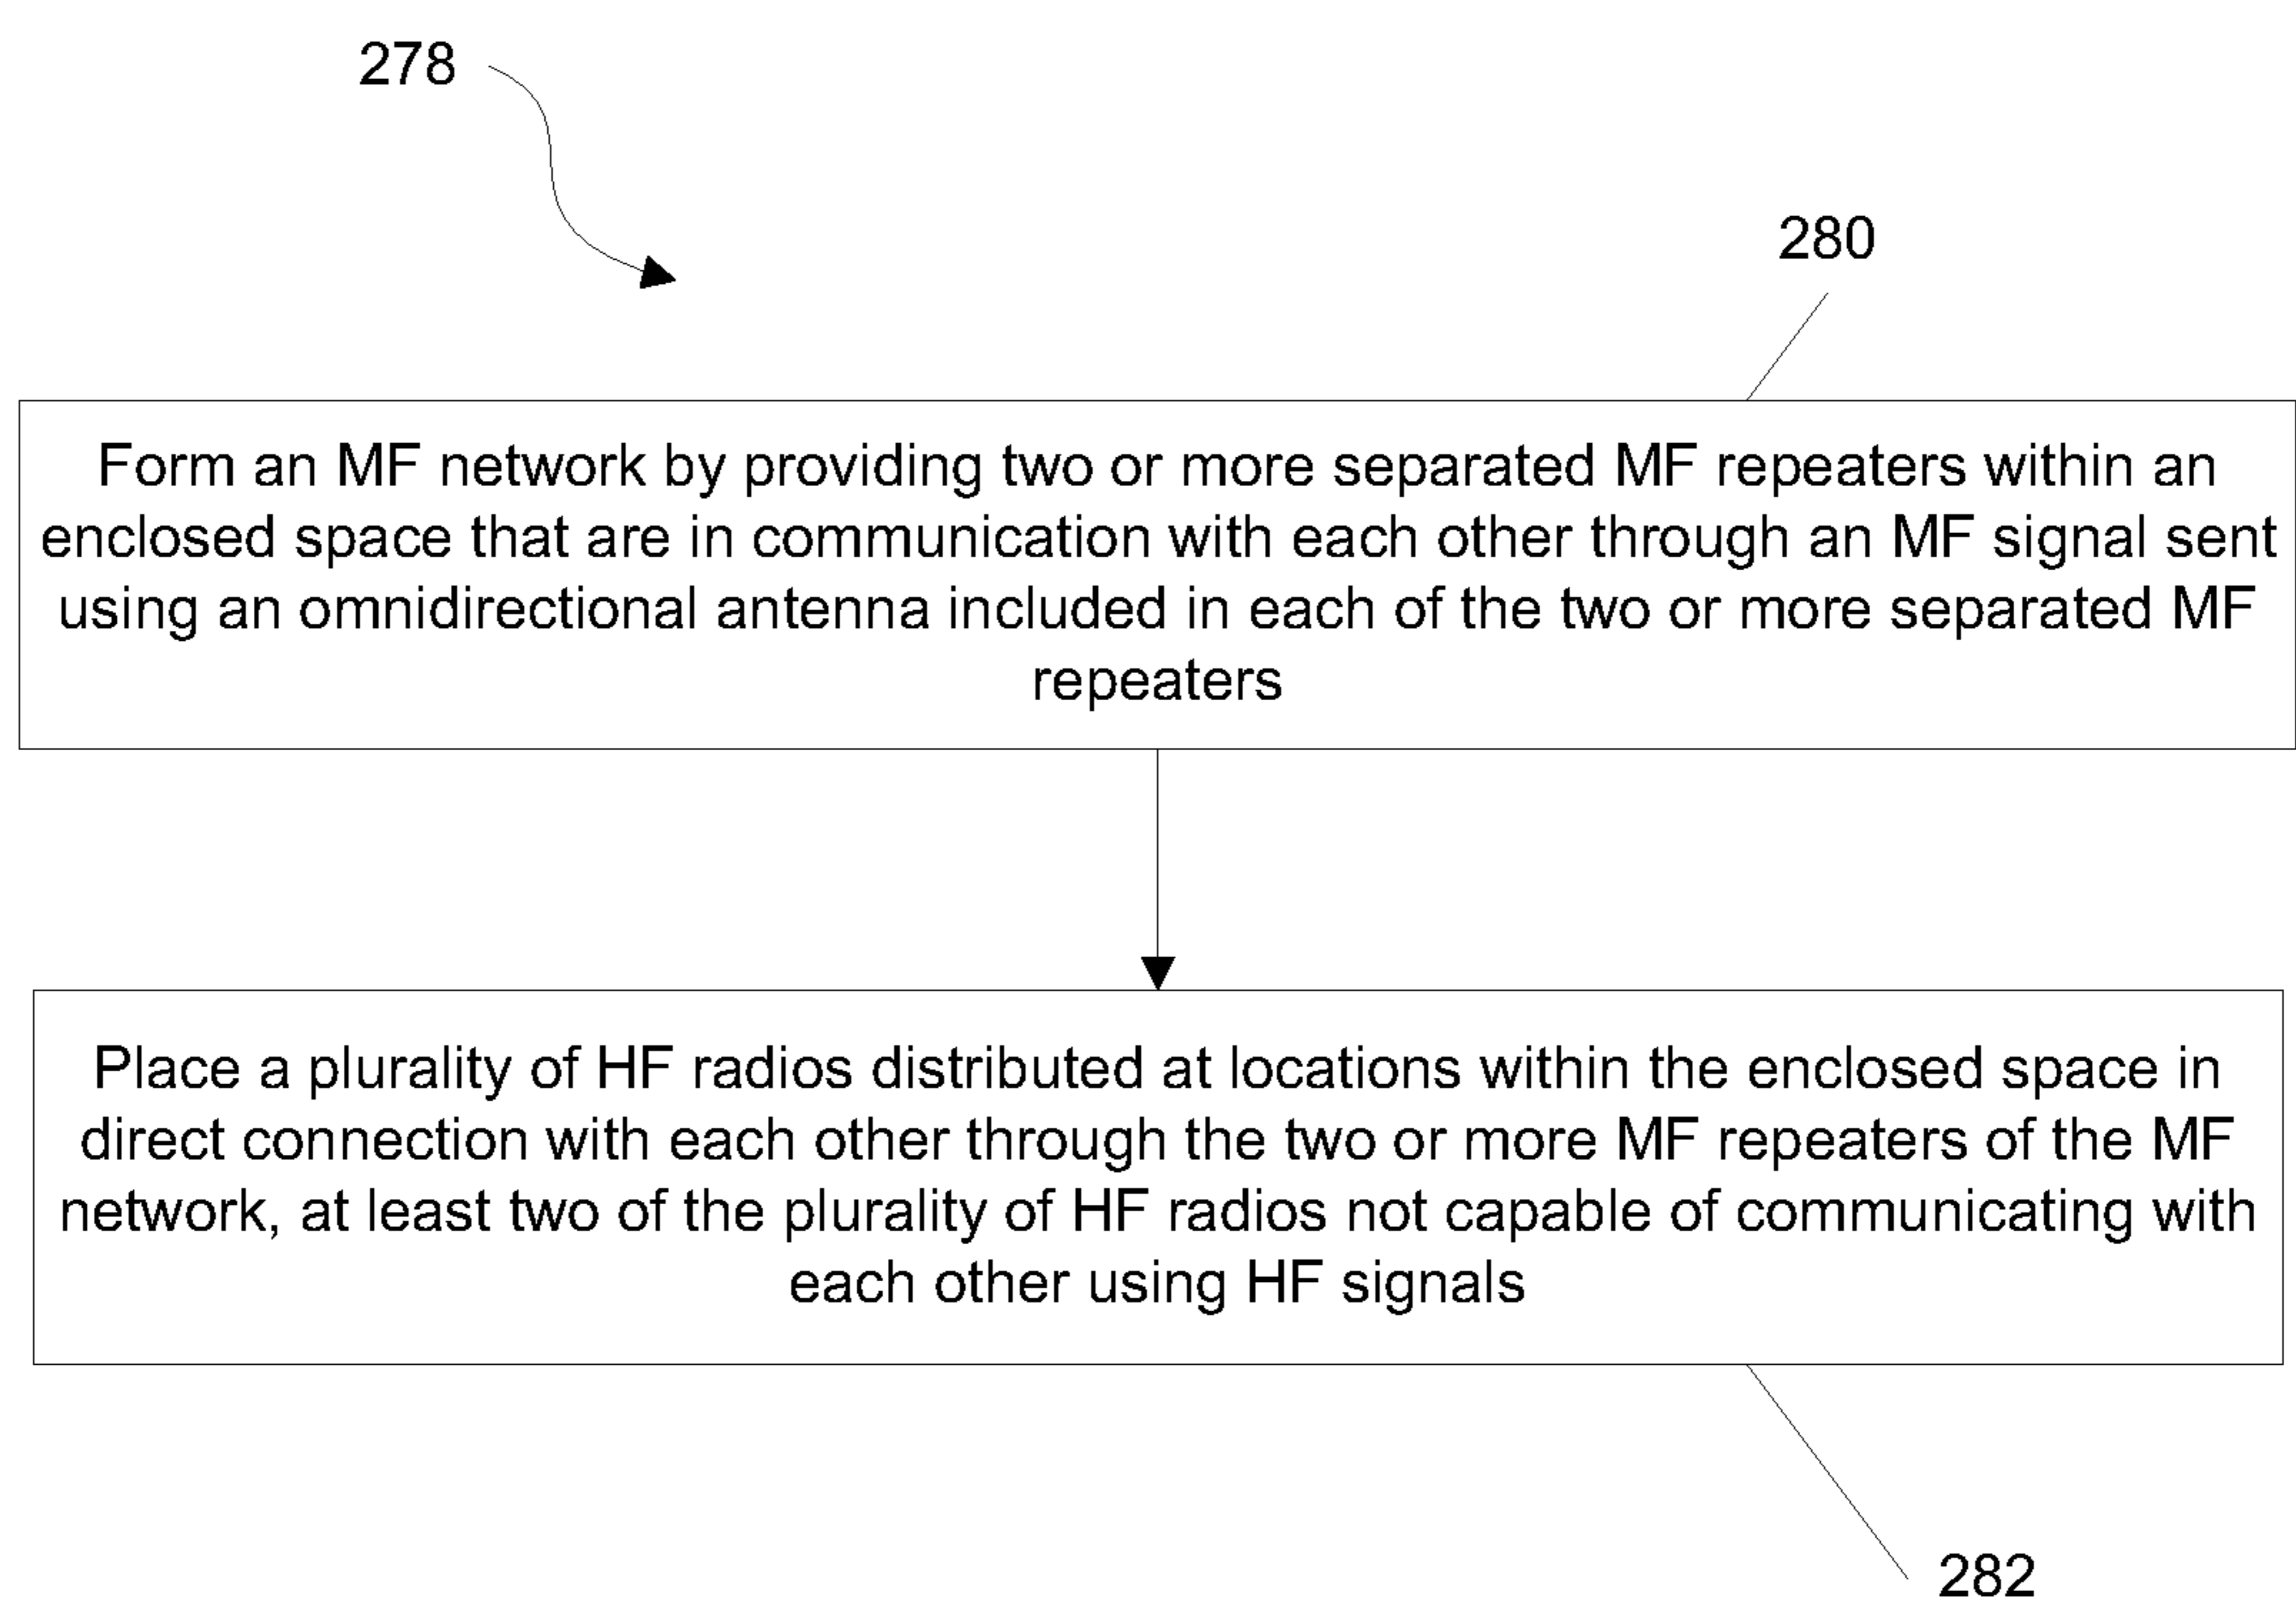 278
280
Form an MF network by providing two or more separated MF repeaters within an
enclosed space that are in communication with each other through an MF signal sent
using an omnidirectional antenna included in each of the two or more separated MF
repeaters
Place a plurality of HF radios distributed at locations within the enclosed space in
direct connection with each other through the two or more MF repeaters of the MF
network, at least two of the plurality of HF radios not capable of communicating with
each other using HF signals
282